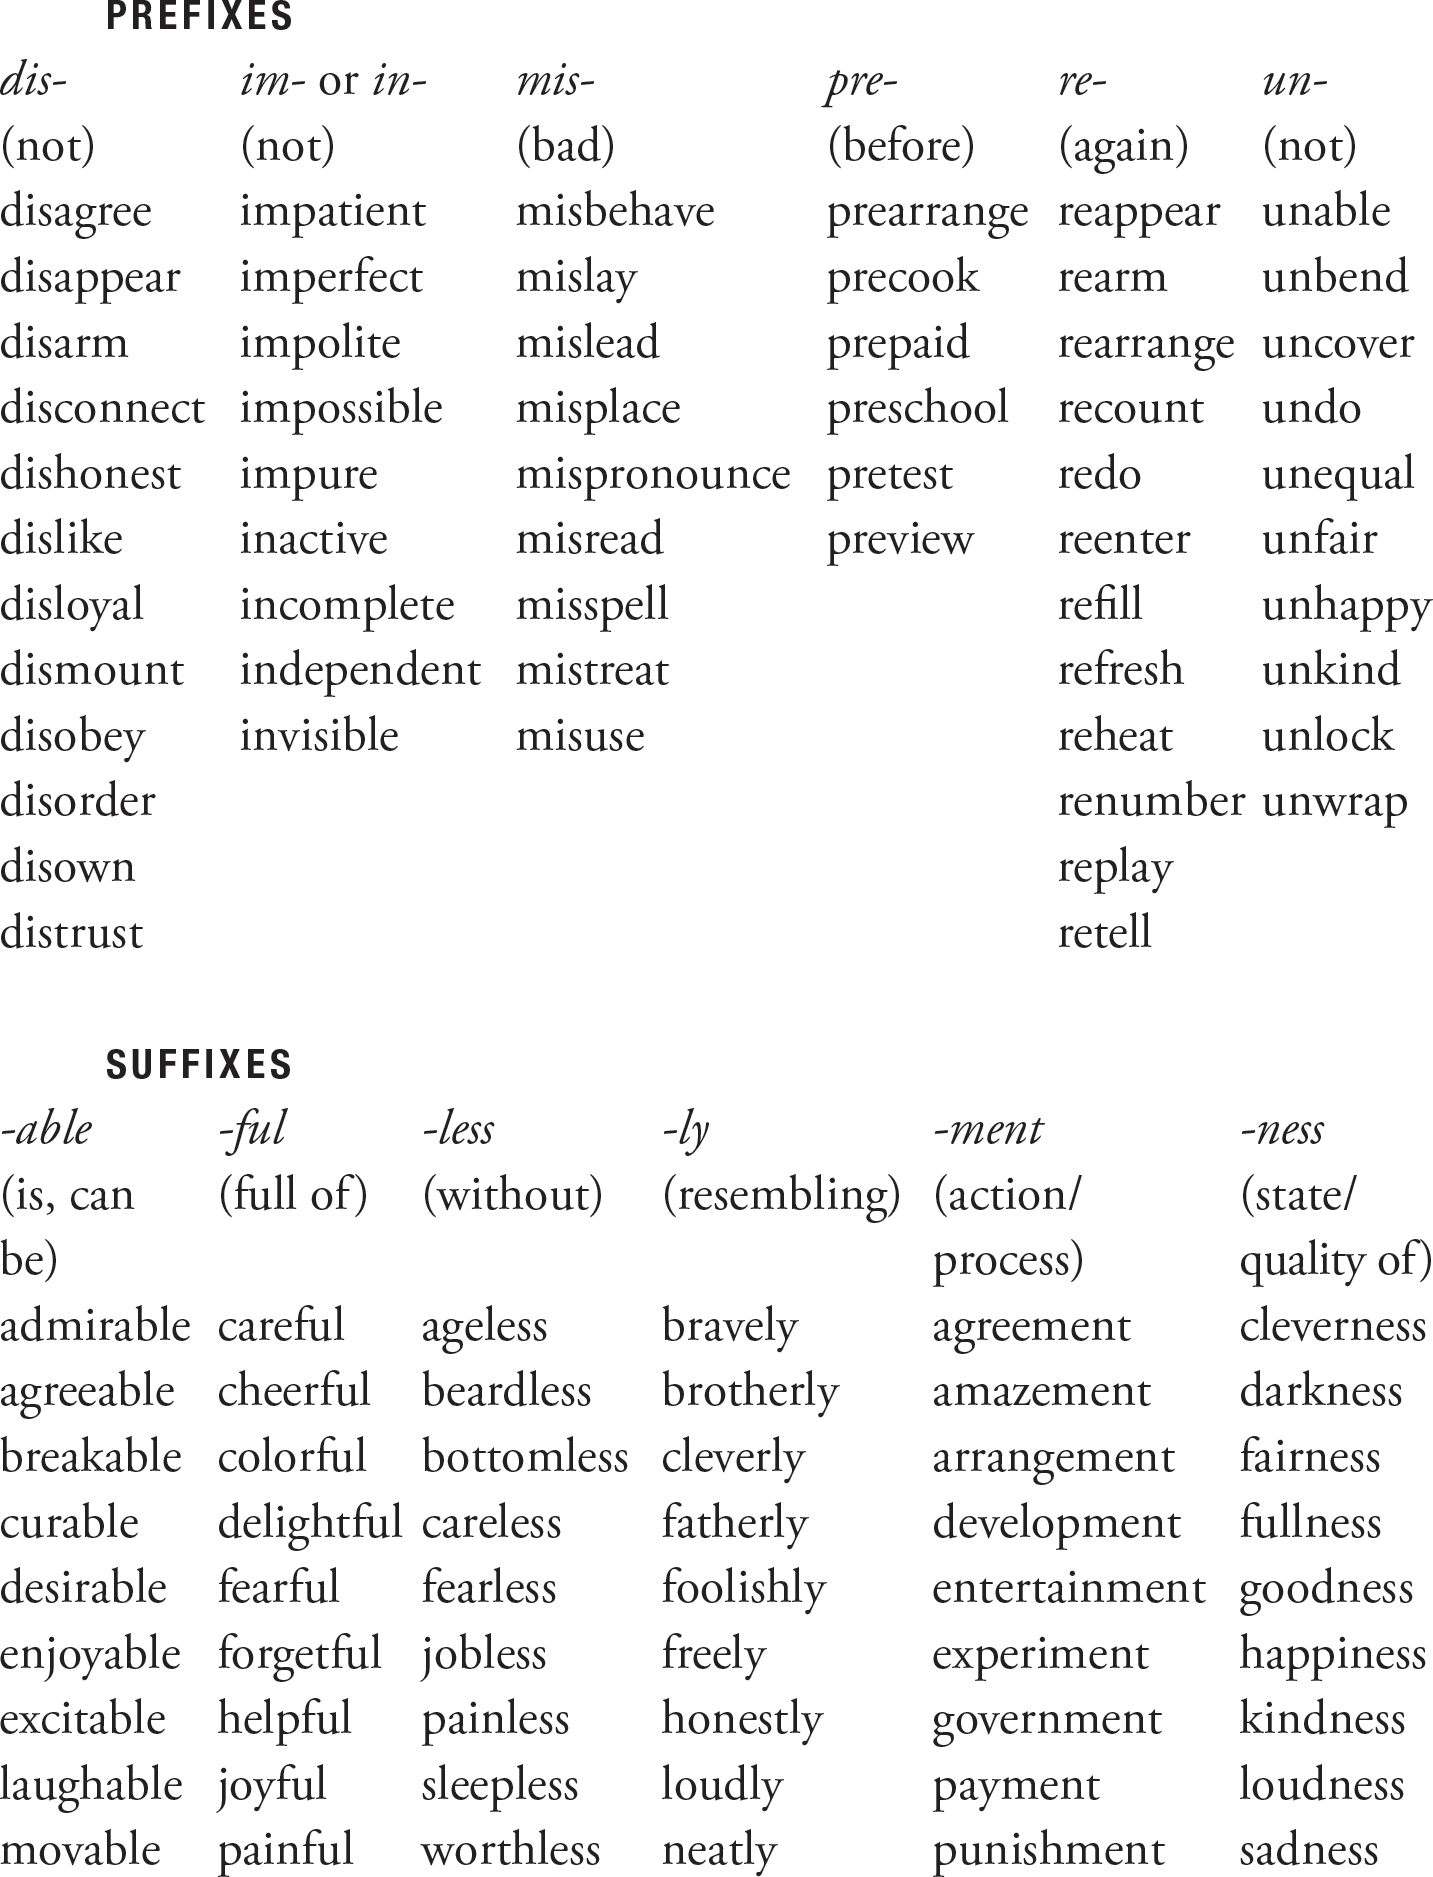 PREFIXES
dis- im- or in- mis- pre- re- un-
(not) (not) (bad) (before) (again) (not)
disagree impatient misbehave prearrange reappear unable
disappear imperfect mislay precook rearm unbend
disarm impolite mislead prepaid rearrange uncover
disconnect impossible misplace preschool recount undo
dishonest impure mispronounce pretest redo unequal
dislike inactive misread preview reenter unfair
disloyal incomplete misspell refill unhappy
dismount independent mistreat refresh unkind
disobey invisible misuse reheat unlock
disorder renumber unwrap
disown replay
distrust retell
SUFFIXES
-able -ful -less -ly -ment -ness
(is, can (full of) (without) (resembling) (action/ (state/
be) process) quality of)
admirable careful ageless bravely agreement cleverness
agreeable cheerful beardless brotherly amazement darkness
breakable colorful bottomless cleverly arrangement fairness
curable delightful careless fatherly development fullness
desirable fearful fearless foolishly entertainment goodness
enjoyable forgetful jobless freely experiment happiness
excitable helpful painless honestly government kindness
laughable joyful sleepless loudly payment loudness
movable painful worthless neatly punishment sadness